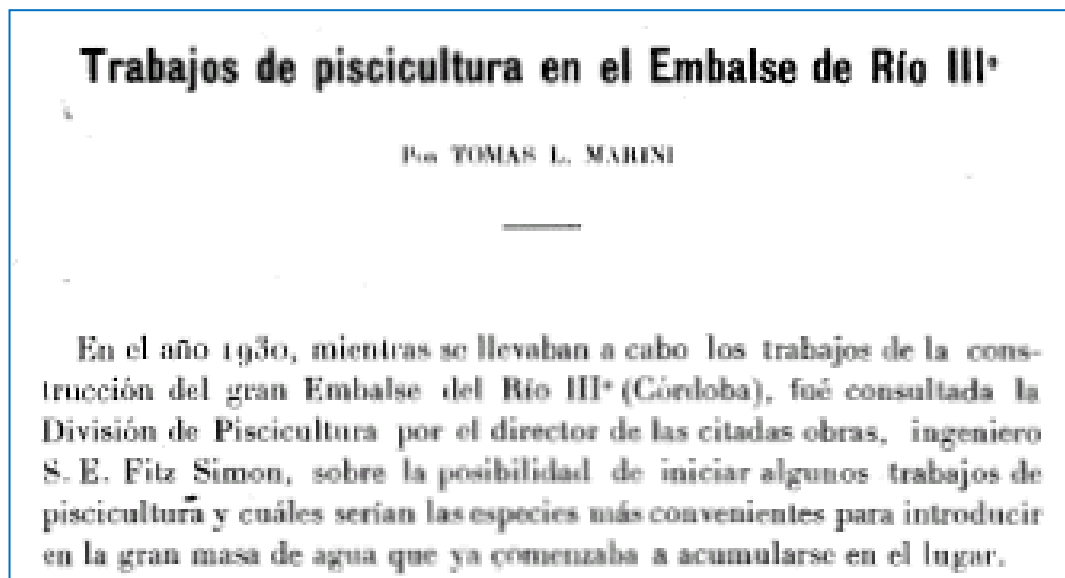 Trabajos de piscicultura en el Embalse de Río IIIº
Por TOMAS L. MARINI
En el año 1930, mientras se llevaban a cabo los trabajos de la cons-
trucción del gran Embalse del Río IIIº (Córdoba), fué consultada la
División de Piscicultura por el director de las citadas obras, ingeniero
S. E. Fitz Simon, sobre la posibilidad de iniciar algunos trabajos de
piscicultura y cuáles serían las especies más convenientes para introducir
en la gran masa de agua que ya comenzaba a acumularse en el lugar.